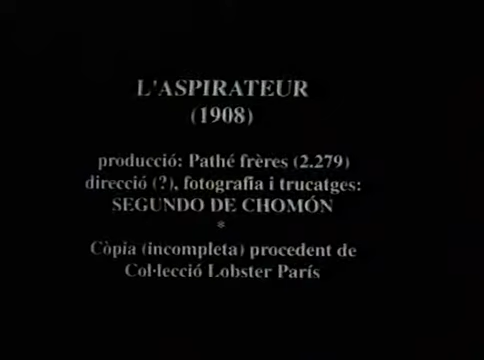 L'ASPIRATEUR
(1908)
producció: Pathé frères (2.279)
direcció (?), fotografia i trucatges:
SEGUNDO DE CHOMÓN
*
Còpia (incompleta) procedent de
Col·lecció Lobster París